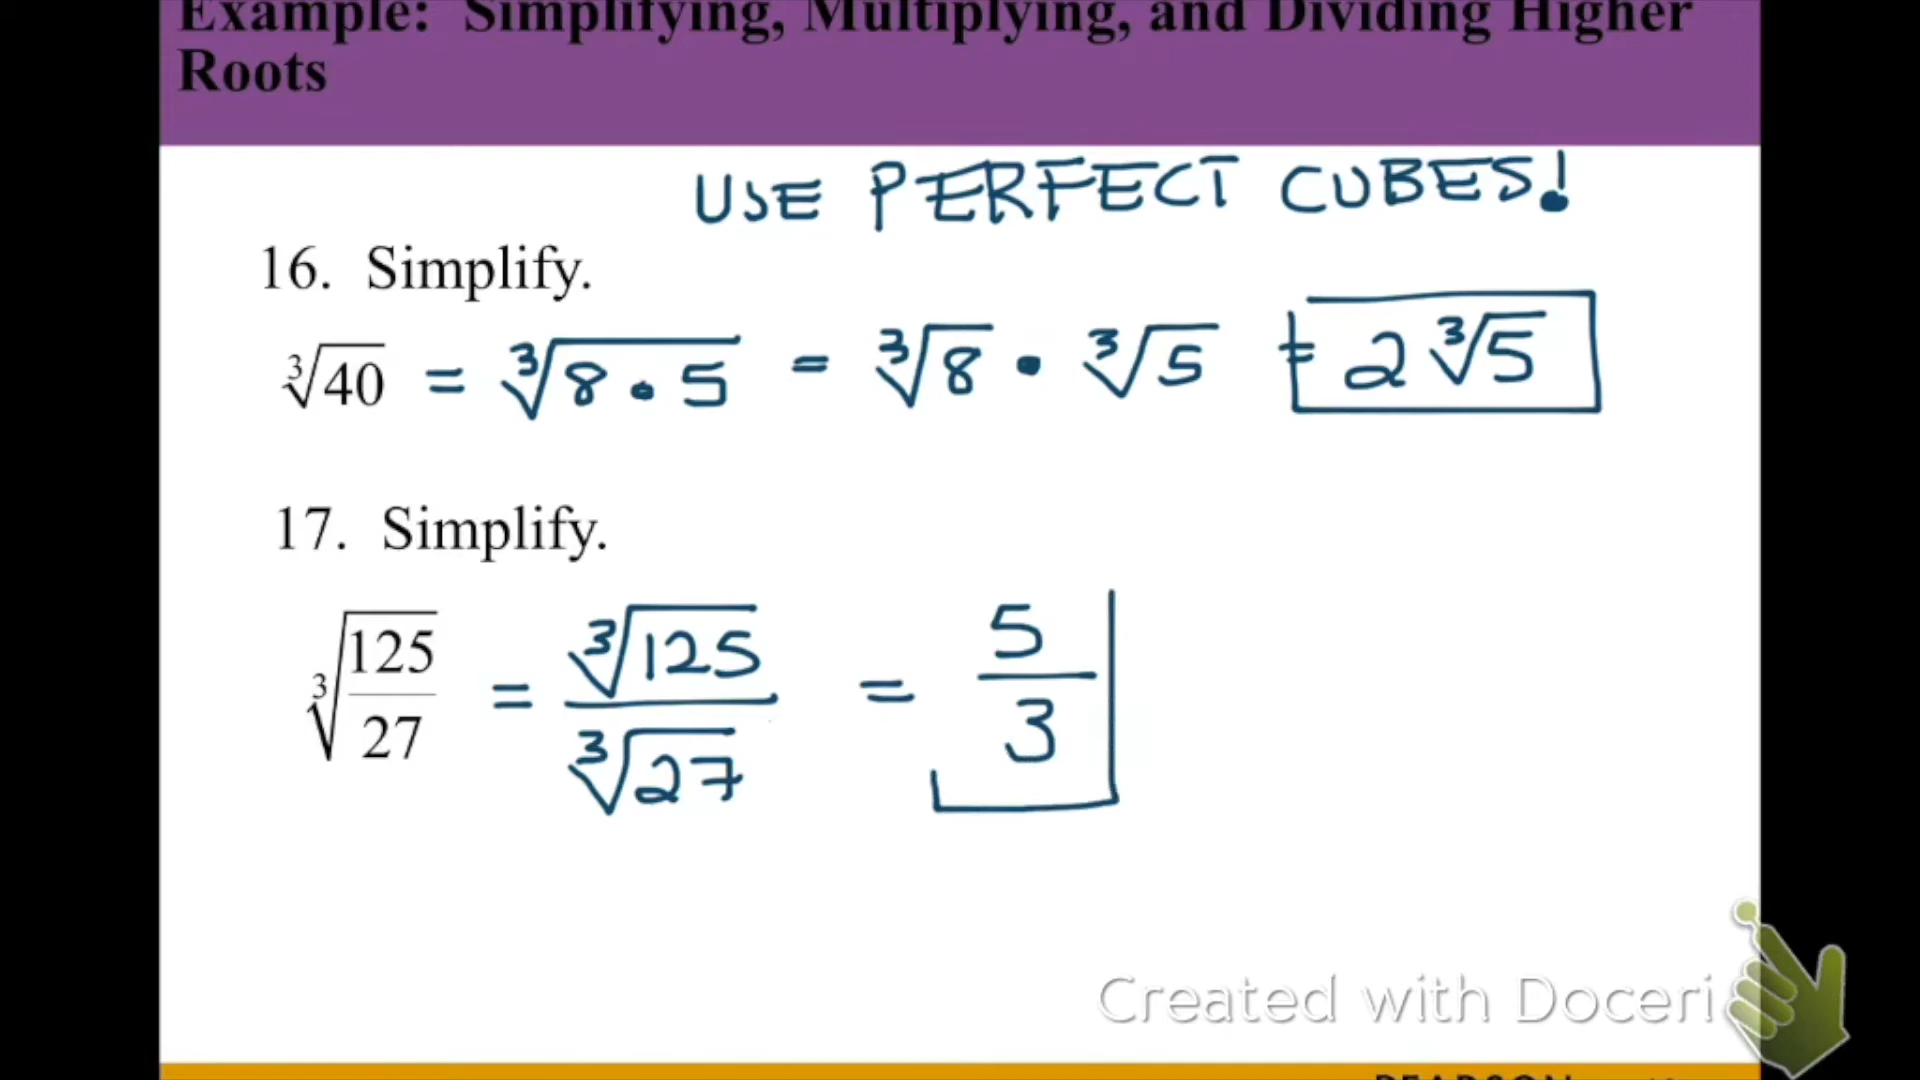 Example: Simplifying, Multiplying, and Dividing Higher
Roots
USE PERFECT CUBES!
16. Simplify.
∛40 = ∛8•5 = ∛8 • ∛5 = 2∛5
17. Simplify.
∛(125/27) = ∛125/∛27 = 5/3
Created with Doceri
PEARSON